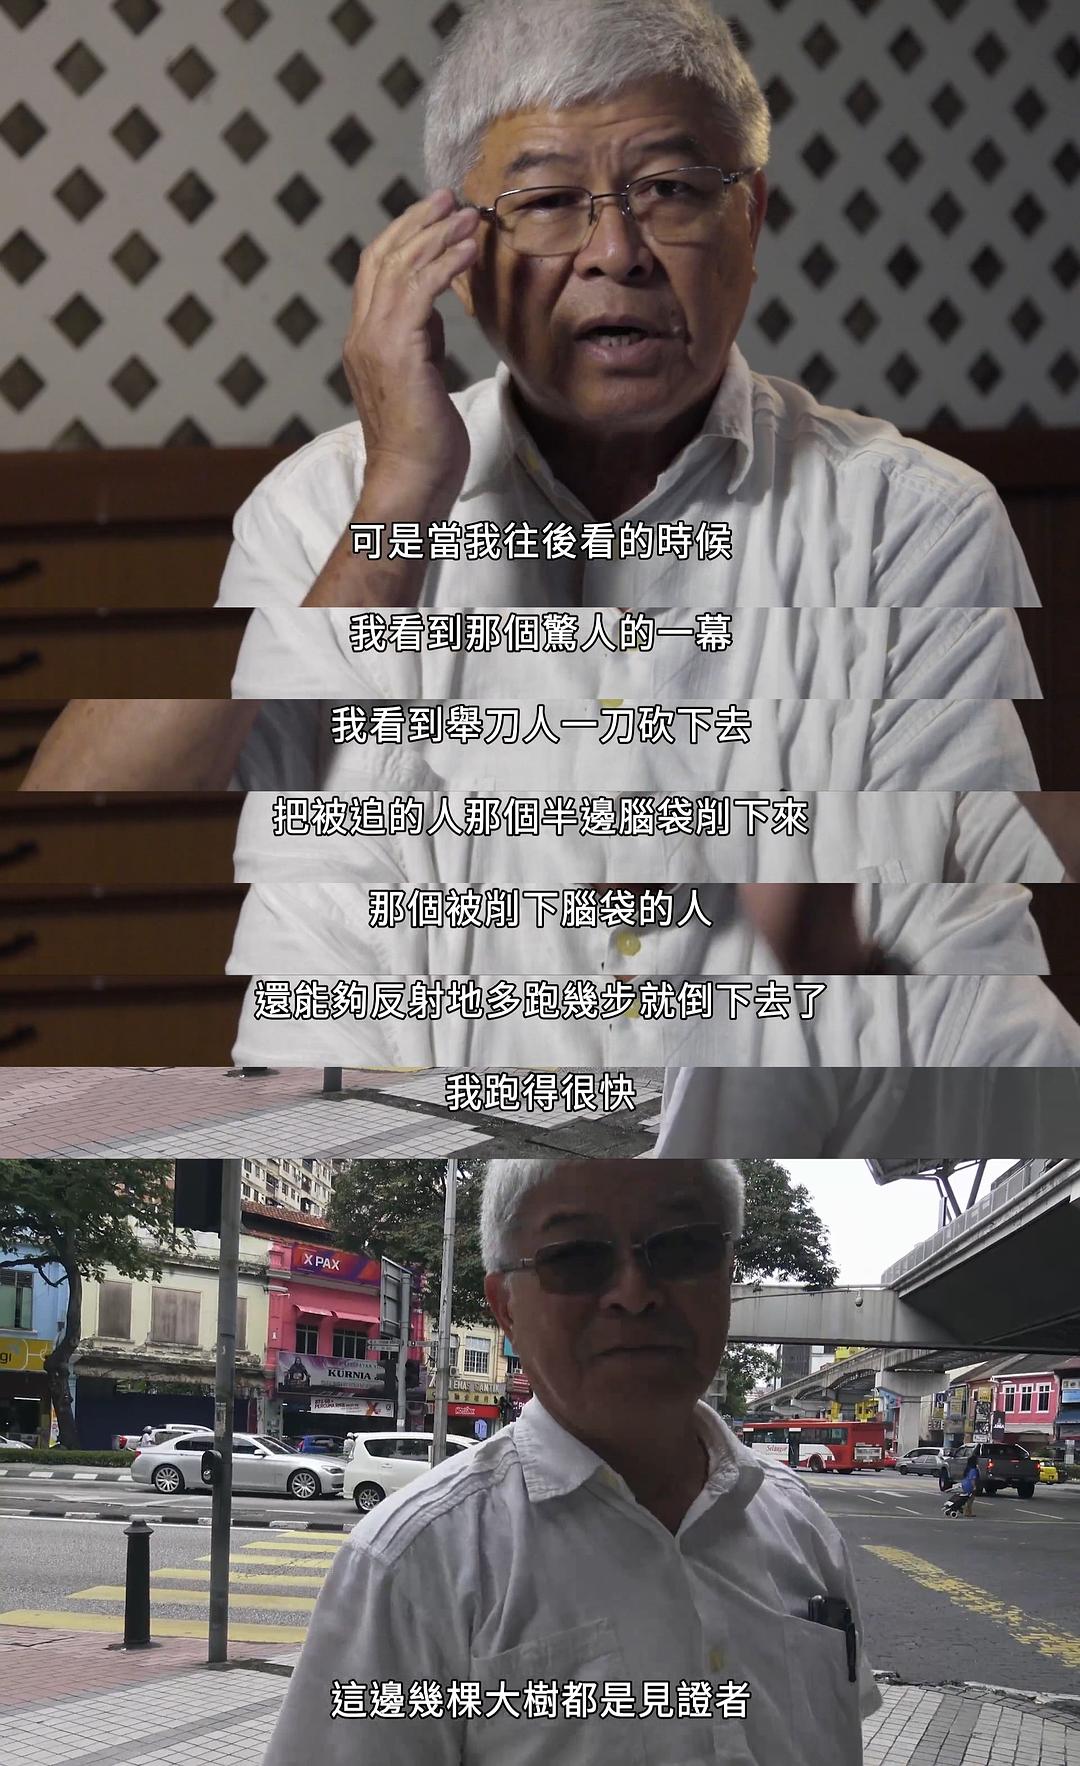 可是當我往後看的時候
我看到那個驚人的一幕
我看到舉刀人一刀砍下去
把被追的人那個半邊腦袋削下來
那個被削下腦袋的人
還能夠反射地多跑幾步就倒下去了
我跑得很快
XPAX
KURNIA
這邊幾棵大樹都是見證者